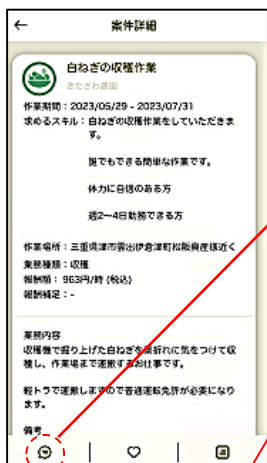 案件詳細
白ねぎの収穫作業
きたざわ農園
作業期間：2023/05/29 - 2023/07/31
求めるスキル：白ねぎの収穫作業をしていただきま
す。
誰でもできる簡単な作業です。
体力に自信のある方
週2〜4日勤務できる方
作業場所：三重県津市雲出伊倉津町松阪興産様近く
業務種類：収穫
報酬額：963円/時 (税込)
報酬補足：-
業務内容
収穫機で掘り上げた白ねぎを葉折れに気をつけて収
穫し、作業場まで運搬するお仕事です。
軽トラで運搬しますので普通運転免許が必要になり
ます。
備考